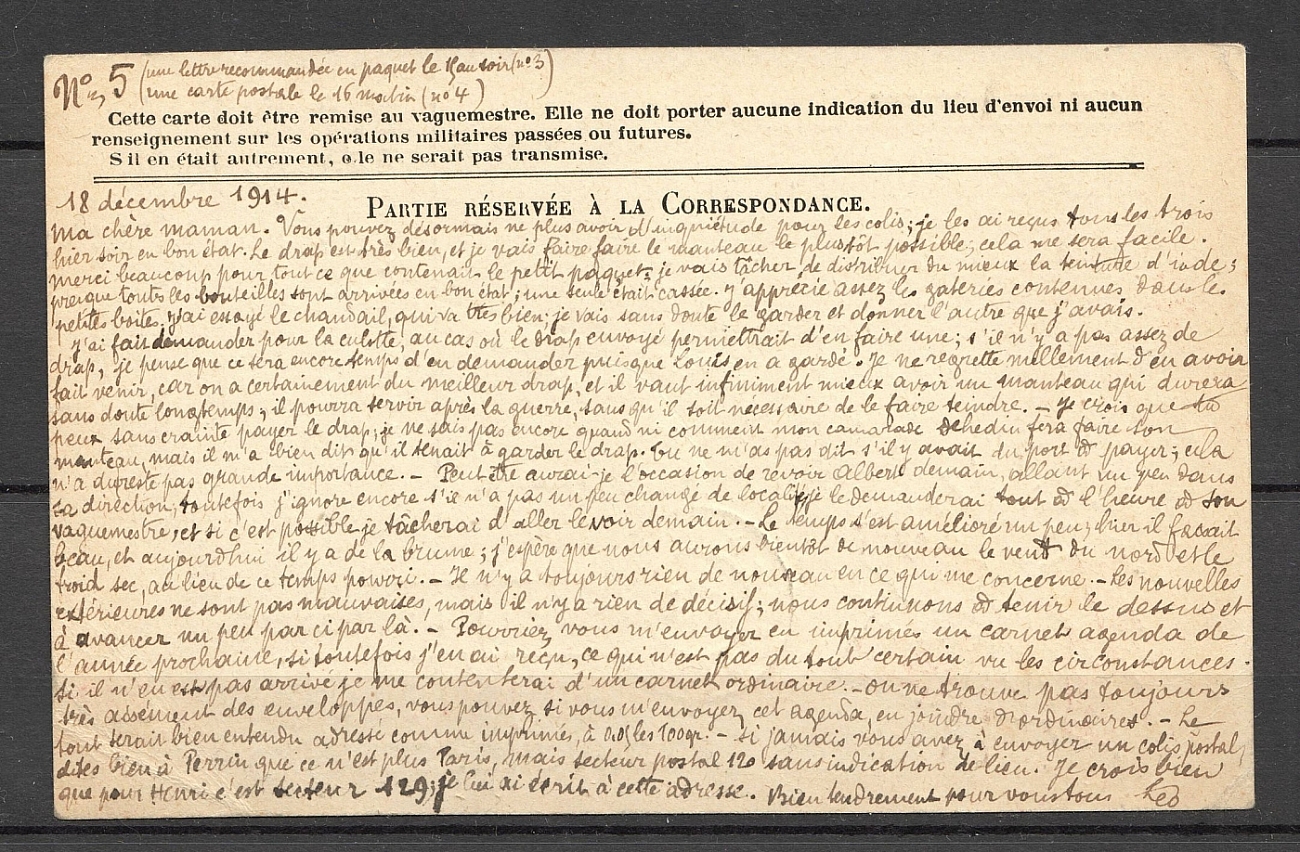 N° 5 (une lettre recommandée en paquet le 15 au soir (n° 3)
(une carte postale le 16 matin (n° 4)
Cette carte doit être remise au vaguemestre. Elle ne doit porter aucune indication du lieu d'envoi ni aucun
renseignement sur les opérations militaires passées ou futures.
S'il en était autrement, elle ne serait pas transmise.
18 décembre 1914.
PARTIE RÉSERVÉE À LA CORRESPONDANCE.
Ma chère maman. Vous pouvez désormais ne plus avoir d'inquiétude pour les colis; je les ai reçus tous les trois
hier soir en bon état. Le drap est très bien, et je vais faire faire le manteau le plus tôt possible; cela me sera facile.
Merci beaucoup pour tout ce que contenait le petit paquet; je vais tâcher de distribuer du mieux la teinture d'iode;
presque toutes les bouteilles sont arrivées en bon état; une seule était cassée. J'apprécie assez les gateries contenues dans les
petites boites. J'ai essayé le chandail, qui va très bien; je vais sans doute le garder et donner l'autre que j'avais.
J'ai fait demander pour la culotte, au cas où le drap envoyé permettrait d'en faire une; s'il n'y a pas assez de
drap, je pense que ce sera encore temps d'en demander puisque Louis en a gardé. Je ne regrette nullement d'en avoir
fait venir, car on a certainement du meilleur drap, et il vaut infiniment mieux avoir un manteau qui durera
sans doute longtemps; il pourra servir après la guerre, sans qu'il soit nécessaire de le faire teindre. - Je crois que tu
peux sans crainte payer le drap; je ne sais pas encore quand ni comment mon camarade Dehedin fera faire son
manteau, mais il m'a bien dit qu'il tenait à garder le drap. Tu ne m'as pas dit s'il y avait du port à payer; cela
n'a du reste pas grande importance. - Peut être aurai-je l'occasion de revoir Albert demain, allant un peu dans
sa direction; toutefois j'ignore encore s'il n'a pas un peu changé de localité; je le demanderai tout à l'heure à son
vaguemestre, et si c'est possible je tâcherai d'aller le voir demain. - Le temps s'est amélioré un peu; hier il faisait
beau, et aujourd'hui il y a de la brume; j'espère que nous aurons bientôt de nouveau le vent du nord et le
froid sec, au lieu de ce temps pourri. - Il n'y a toujours rien de nouveau en ce qui me concerne. - Les nouvelles
extérieures ne sont pas mauvaises, mais il n'y a rien de décisif; nous continuons à tenir le dessus et
à avancer un peu par ci par là. - Pourriez vous m'envoyer en imprimés un carnet agenda de
l'année prochaine, si toutefois j'en ai reçu, ce qui n'est pas du tout certain vu les circonstances.
Si il n'en est pas arrivé je me contenterai d'un carnet ordinaire. - On ne trouve pas toujours
très aisément des enveloppes, vous pouvez si vous m'envoyez cet agenda, en joindre d'ordinaires. - Le
tout serait bien entendu adressé comme imprimés, à les 100gr. - Si jamais vous avez à envoyer un colis postal,
dites bien à Perrin que ce n'est plus Paris, mais secteur postal 120 sans indication de lieu. Je crois bien
que pour Henri c'est secteur 129; je lui ai écrit à cette adresse. Bien tendrement pour vous tous Léo